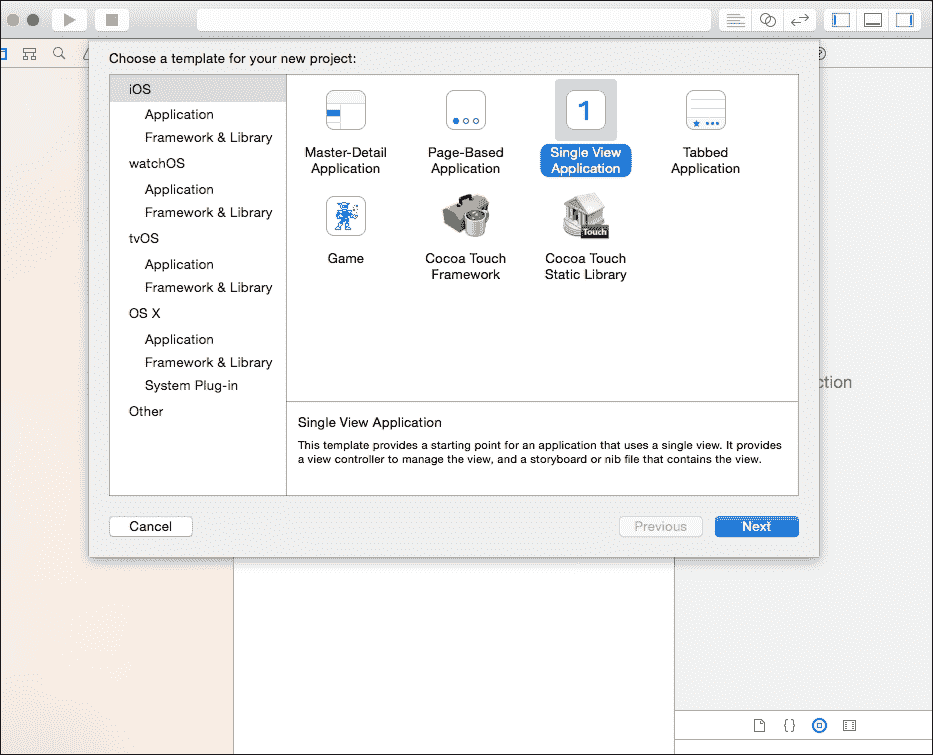 Choose a template for your new project:
iOS
Application
Framework & Library
watchOS
Application
Framework & Library
tvOS
Application
Framework & Library
OS X
Application
Framework & Library
System Plug-in
Other
Master-Detail
Application
Page-Based
Application
1
Single View
Application
Tabbed
Application
Game
Cocoa Touch
Framework
Touch
Cocoa Touch
Static Library
Single View Application
This template provides a starting point for an application that uses a single view. It provides
a view controller to manage the view, and a storyboard or nib file that contains the view.
Cancel
Previous
Next